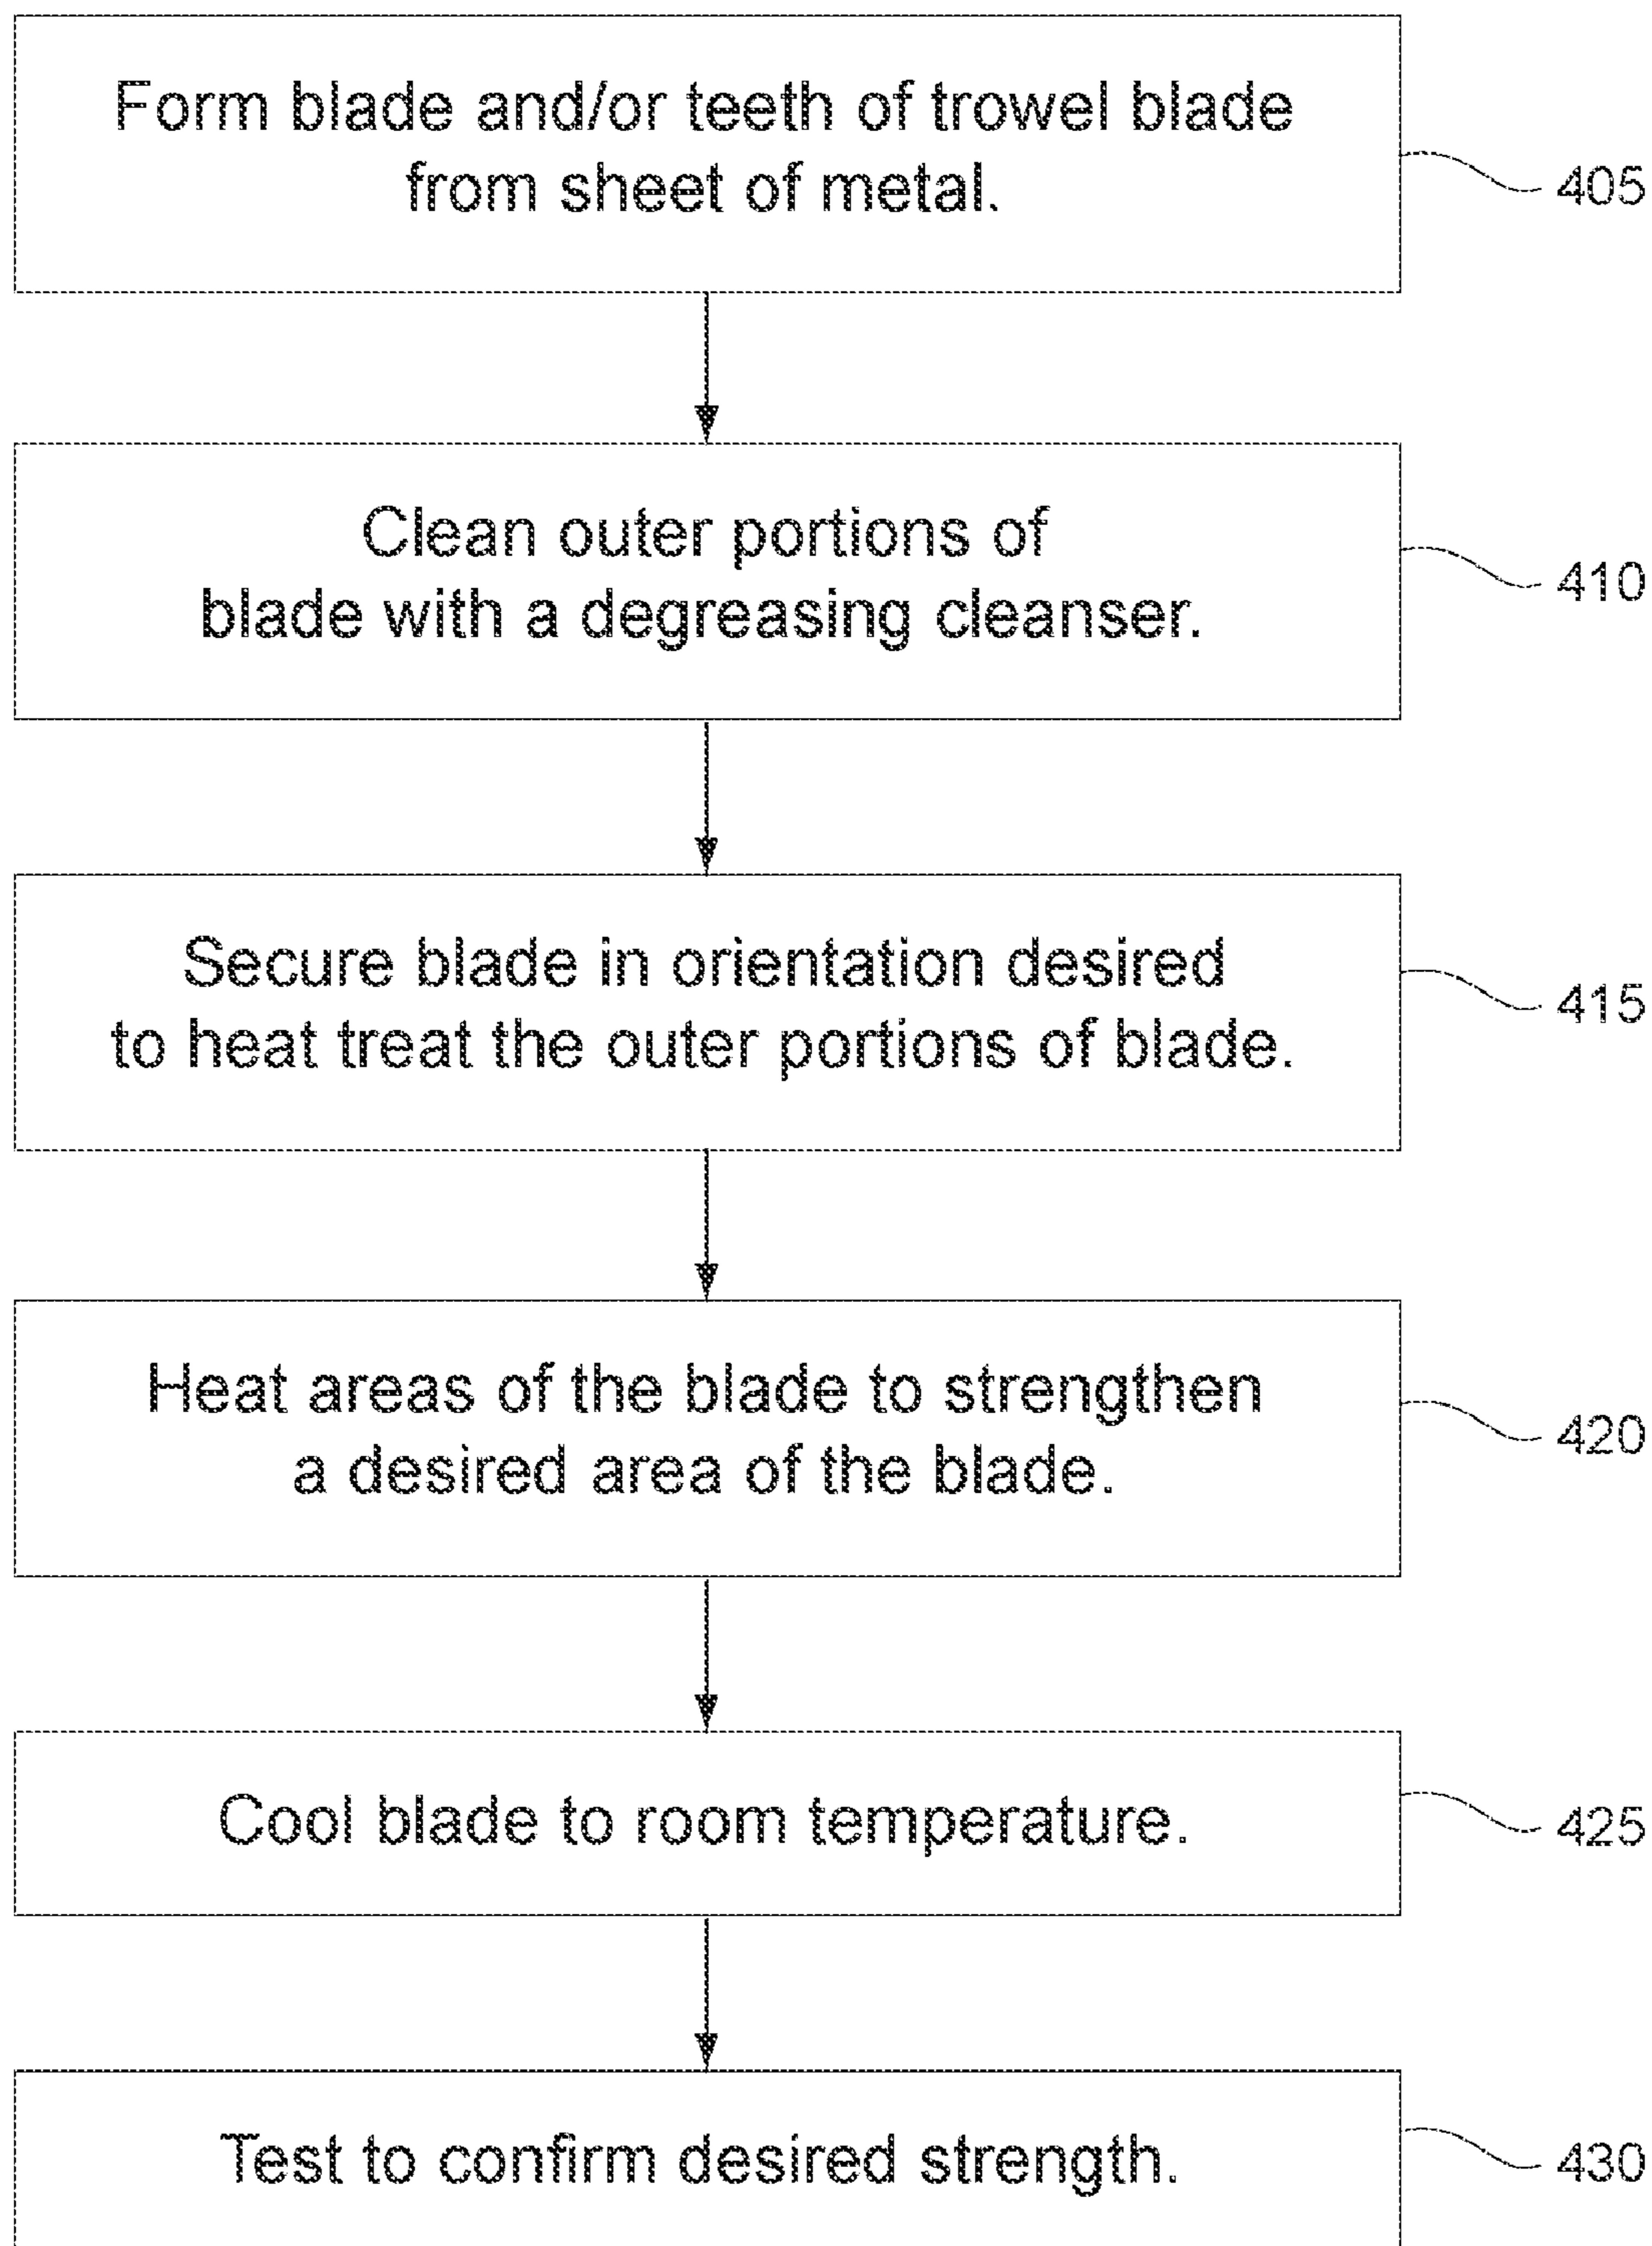 Form blade and/or teeth of trowel blade
from sheet of metal.
405
Clean outer portions of
blade with a degreasing cleanser.
410
Secure blade in orientation desired
to heat treat the outer portions of blade.
415
Heat areas of the blade to strengthen
a desired area of the blade.
420
Cool blade to room temperature.
425
Test to confirm desired strength.
430